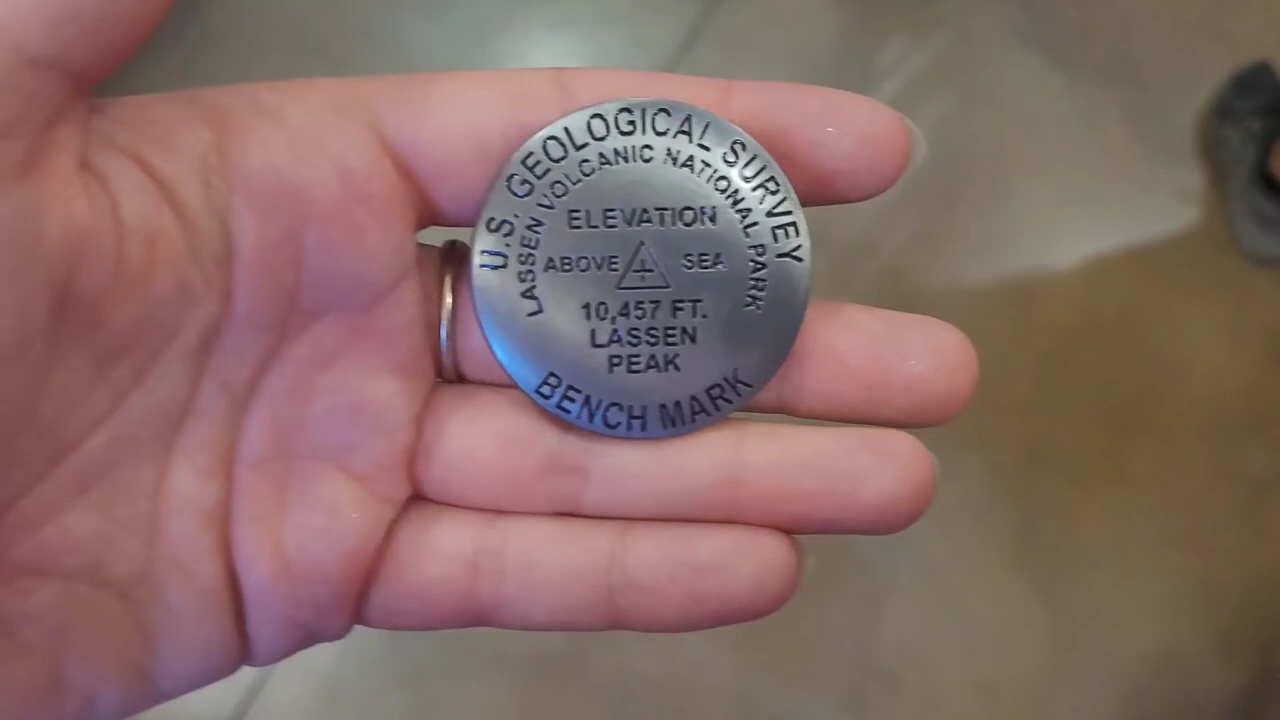 U.S. GEOLOGICAL SURVEY
LASSEN VOLCANIC NATIONAL PARK
ELEVATION
ABOVE SEA
10,457 FT.
LASSEN
PEAK
BENCH MARK